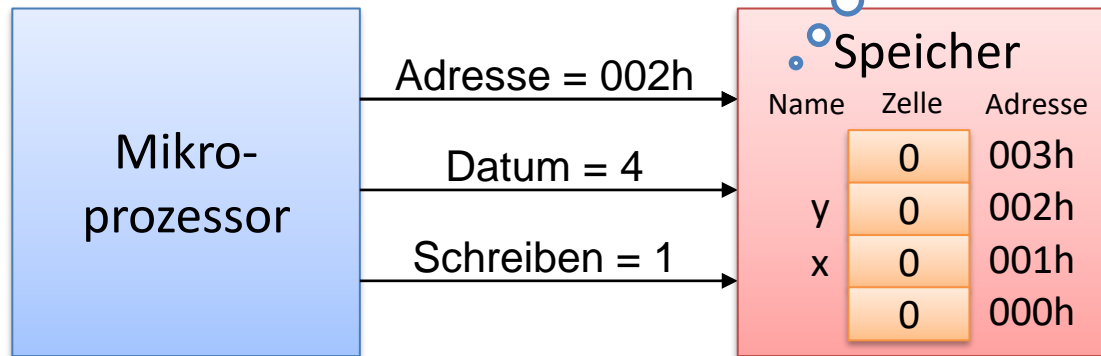 Mikro-
prozessor
Adresse = 002h
Datum = 4
Schreiben = 1
Speicher
Name Zelle Adresse
0 003h
y 0 002h
x 0 001h
0 000h